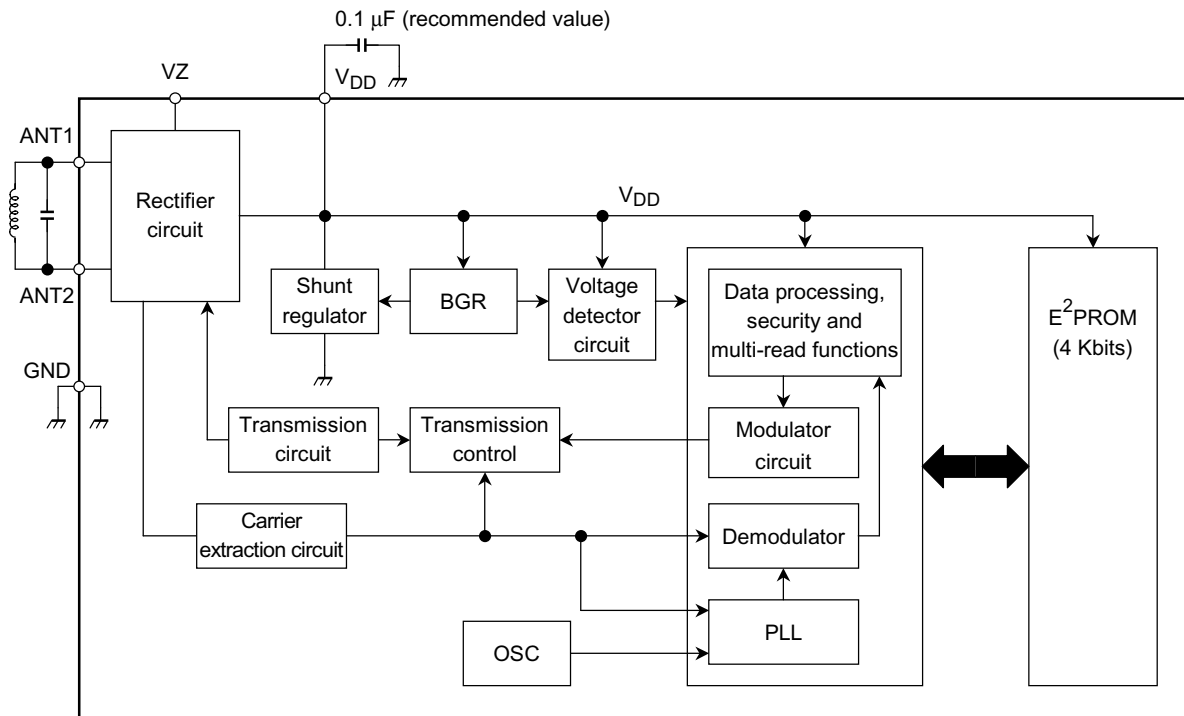 0.1 μF (recommended value)
VZ
VDD
ANT1
Rectifier
circuit
VDD
ANT2
Shunt
regulator
BGR
Voltage
detector
circuit
Data processing,
security and
multi-read functions
E2PROM
(4 Kbits)
GND
Transmission
circuit
Transmission
control
Modulator
circuit
Carrier
extraction circuit
Demodulator
OSC
PLL